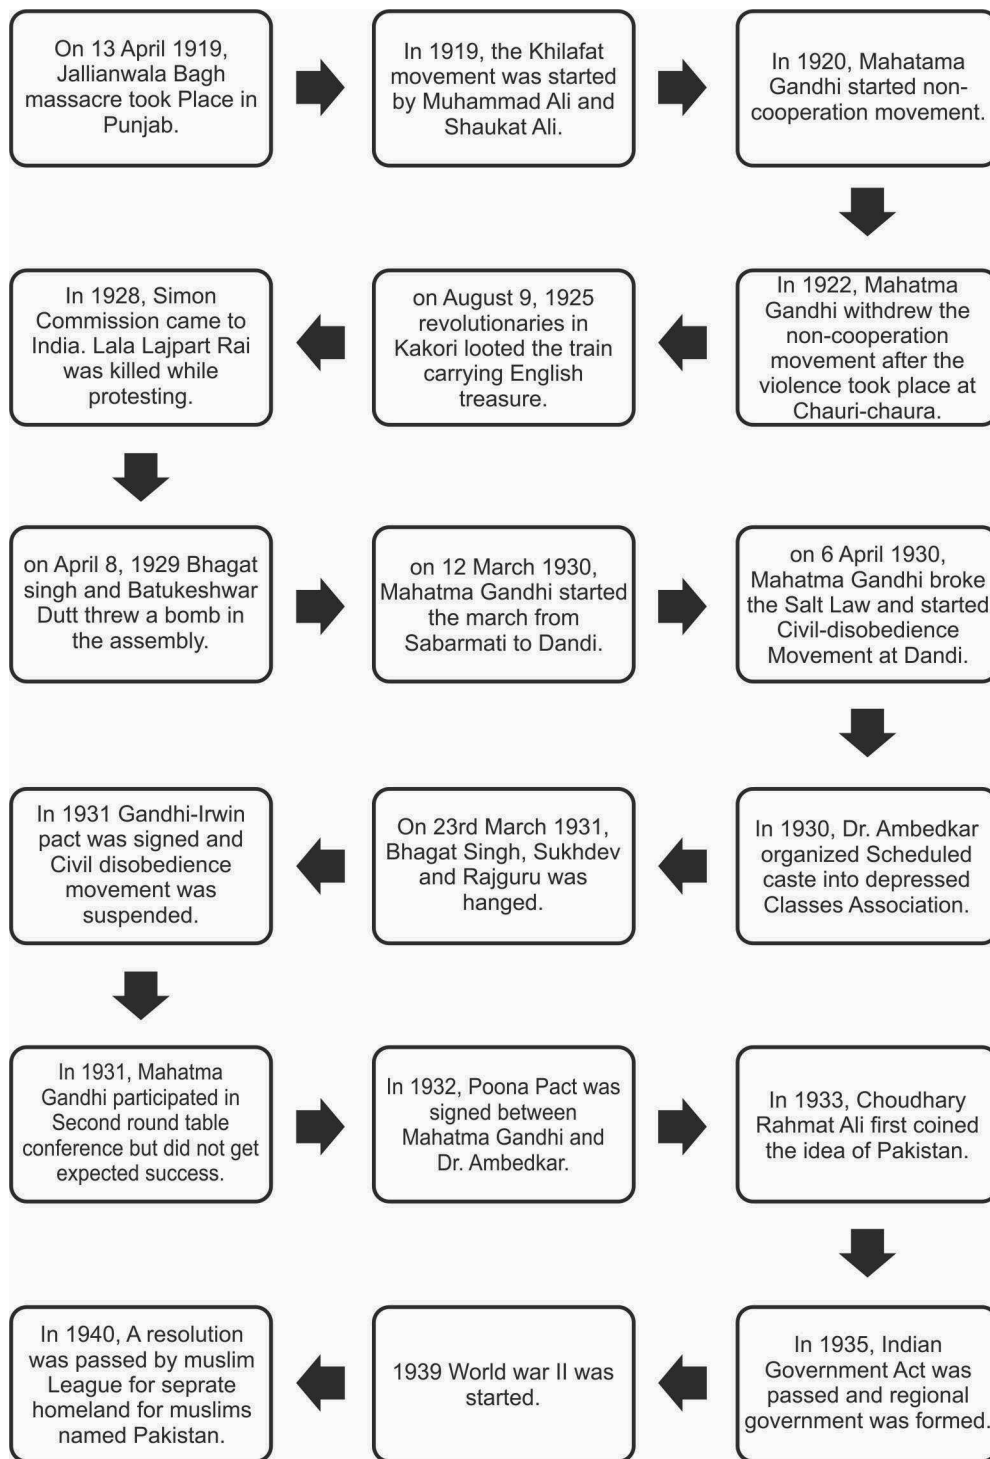 On 13 April 1919,
Jallianwala Bagh
massacre took Place in
Punjab.
In 1919, the Khilafat
movement was started
by Muhammad Ali and
Shaukat Ali.
In 1920, Mahatama
Gandhi started non-
cooperation movement.
In 1922, Mahatma
Gandhi withdrew the
non-cooperation
movement after the
violence took place at
Chauri-chaura.
on August 9, 1925
revolutionaries in
Kakori looted the train
carrying English
treasure.
In 1928, Simon
Commission came to
India. Lala Lajpart Rai
was killed while
protesting.
on April 8, 1929 Bhagat
singh and Batukeshwar
Dutt threw a bomb in
the assembly.
on 12 March 1930,
Mahatma Gandhi started
the march from
Sabarmati to Dandi.
on 6 April 1930,
Mahatma Gandhi broke
the Salt Law and started
Civil-disobedience
Movement at Dandi.
In 1930, Dr. Ambedkar
organized Scheduled
caste into depressed
Classes Association.
On 23rd March 1931,
Bhagat Singh, Sukhdev
and Rajguru was
hanged.
In 1931 Gandhi-Irwin
pact was signed and
Civil disobedience
movement was
suspended.
In 1931, Mahatma
Gandhi participated in
Second round table
conference but did not get
expected success.
In 1932, Poona Pact was
signed between
Mahatma Gandhi and
Dr. Ambedkar.
In 1933, Choudhary
Rahmat Ali first coined
the idea of Pakistan.
In 1935, Indian
Government Act was
passed and regional
government was formed.
1939 World war II was
started.
In 1940, A resolution
was passed by muslim
League for seprate
homeland for muslims
named Pakistan.